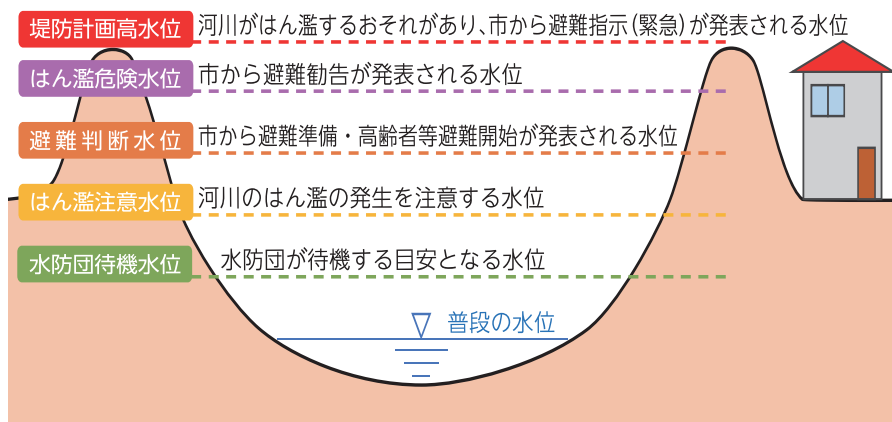 堤防計画高水位 河川がはん濫するおそれがあり、市から避難指示(緊急)が発表される水位
はん濫危険水位 市から避難勧告が発表される水位
避難判断水位 市から避難準備・高齢者等避難開始が発表される水位
はん濫注意水位 河川のはん濫の発生を注意する水位
水防団待機水位 水防団が待機する目安となる水位
普段の水位